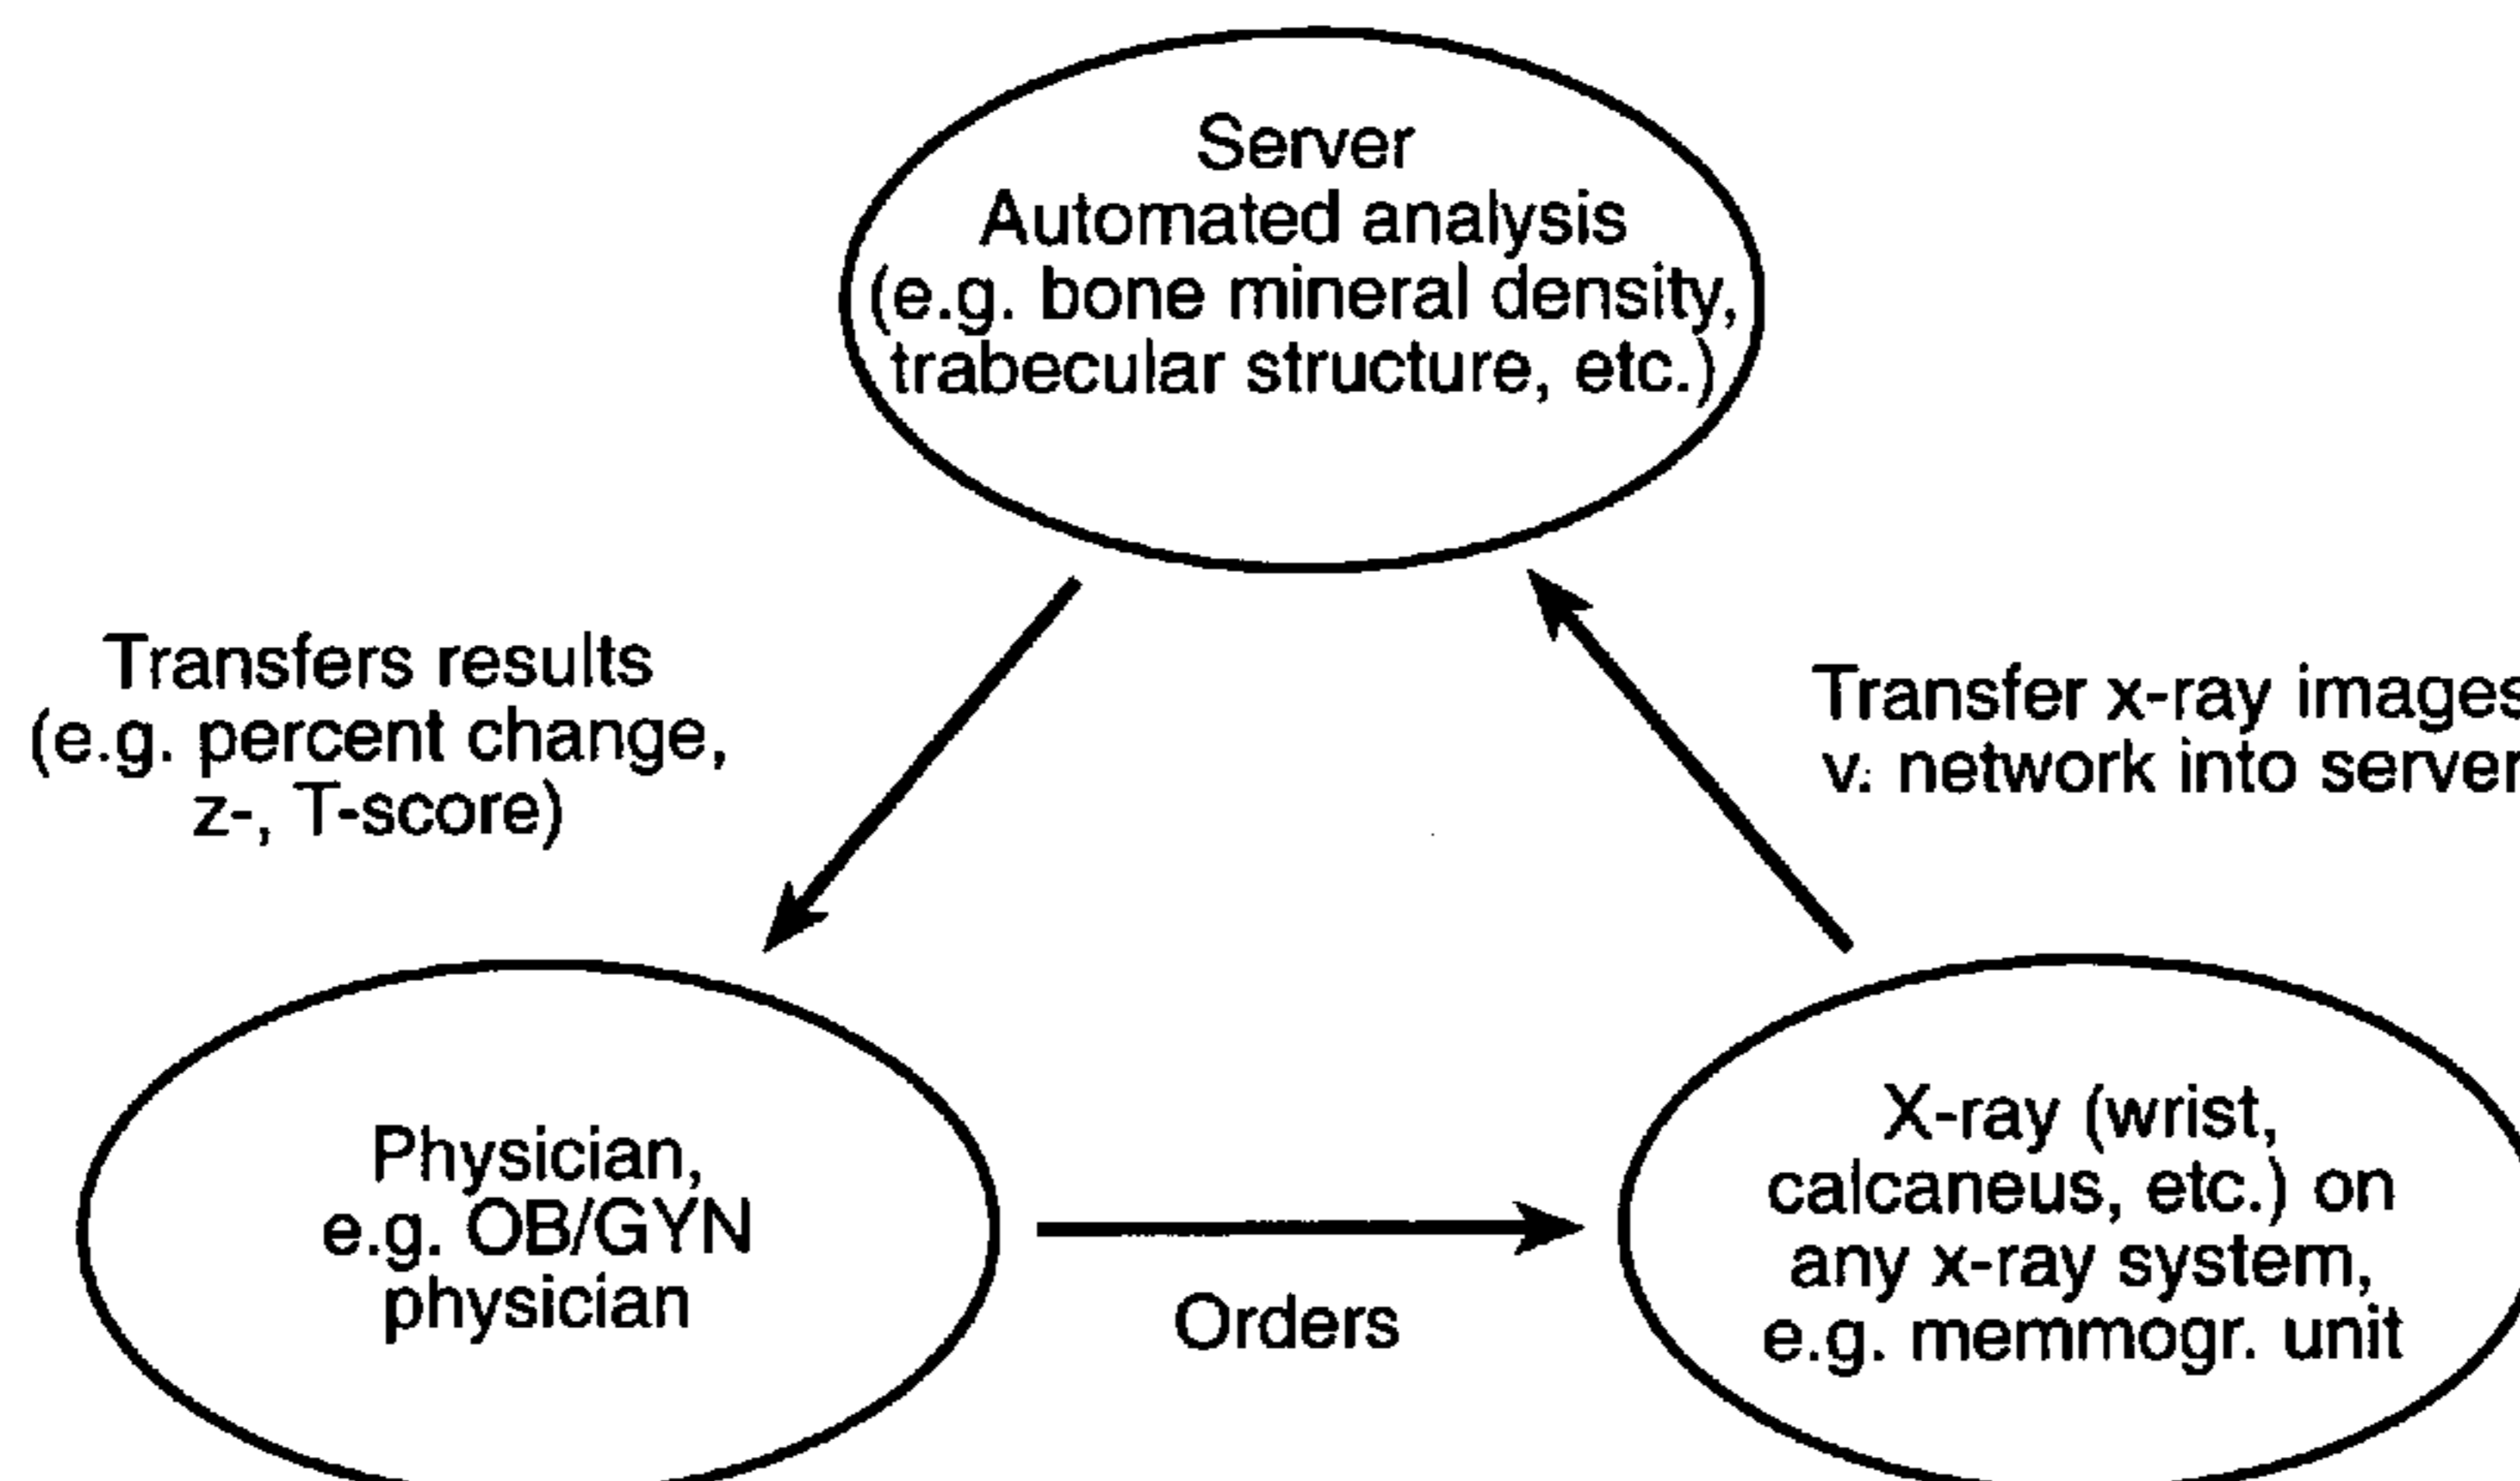 Server
Automated analysis
(e.g. bone mineral density,
trabecular structure, etc.)
Transfers results
(e.g. percent change,
z-, T-score)
Transfer x-ray images
v. network into server
Physician,
e.g. OB/GYN
physician
Orders
X-ray (wrist,
calcaneus, etc.) on
any x-ray system,
e.g. memmogr. unit